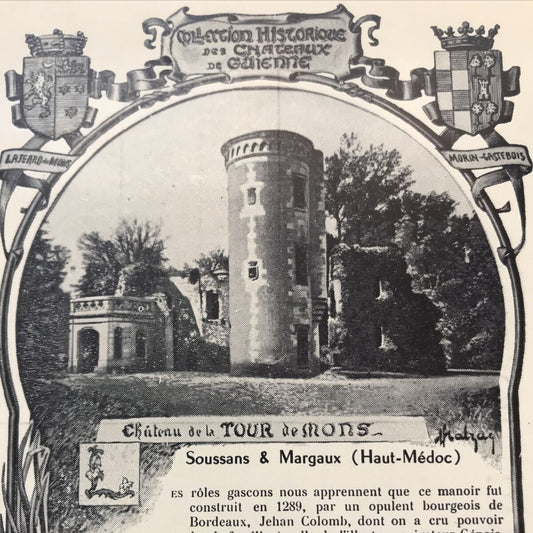 COLLECTION HISTORIQUE
DES CHATEAUX
DE GUIENNE
MORIN-GASTEBOIS
Château de la TOUR de MONS
Soussans & Margaux (Haut-Médoc)
ES rôles gascons nous apprennent que ce manoir fut
construit en 1289, par un opulent bourgeois de
Bordeaux, Jehan Colomb, dont on a cru pouvoir